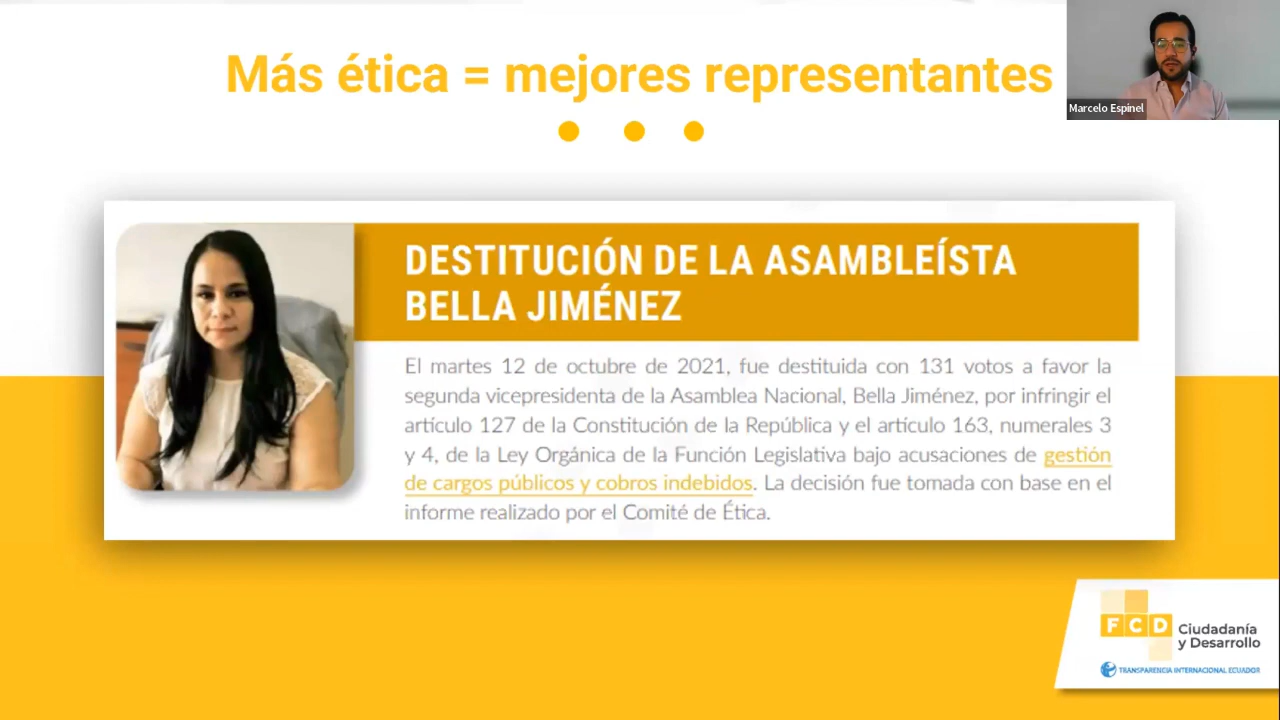 Más ética = mejores representantes
Marcelo Espinel
DESTITUCIÓN DE LA ASAMBLEÍSTA
BELLA JIMÉNEZ
El martes 12 de octubre de 2021, fue destituida con 131 votos a favor la
segunda vicepresidenta de la Asamblea Nacional, Bella Jiménez, por infringir el
artículo 127 de la Constitución de la República y el artículo 163, numerales 3
y 4, de la Ley Orgánica de la Función Legislativa bajo acusaciones de gestión
de cargos públicos y cobros indebidos. La decisión fue tomada con base en el
informe realizado por el Comité de Ética.
FCD
Ciudadanía
y Desarrollo
TRANSPARENCIA INTERNACIONAL ECUADOR